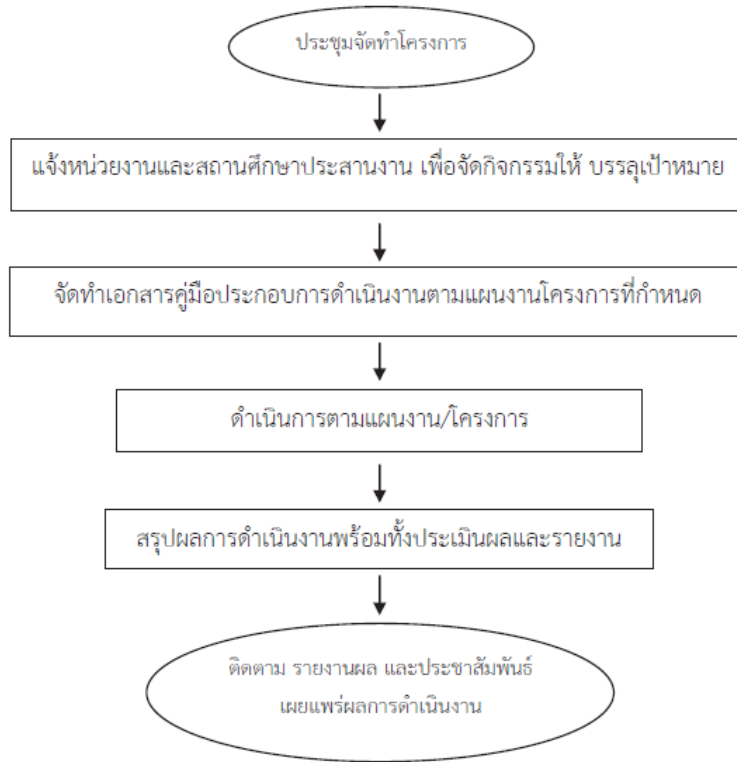 ประชุมจัดทำโครงการ
แจ้งหน่วยงานและสถานศึกษาประสานงาน เพื่อจัดกิจกรรมให้ บรรลุเป้าหมาย
จัดทำเอกสารคู่มือประกอบการดำเนินงานตามแผนงานโครงการที่กำหนด
ดำเนินการตามแผนงาน/โครงการ
สรุปผลการดำเนินงานพร้อมทั้งประเมินผลและรายงาน
ติดตาม รายงานผล และประชาสัมพันธ์
เผยแพร่ผลการดำเนินงาน